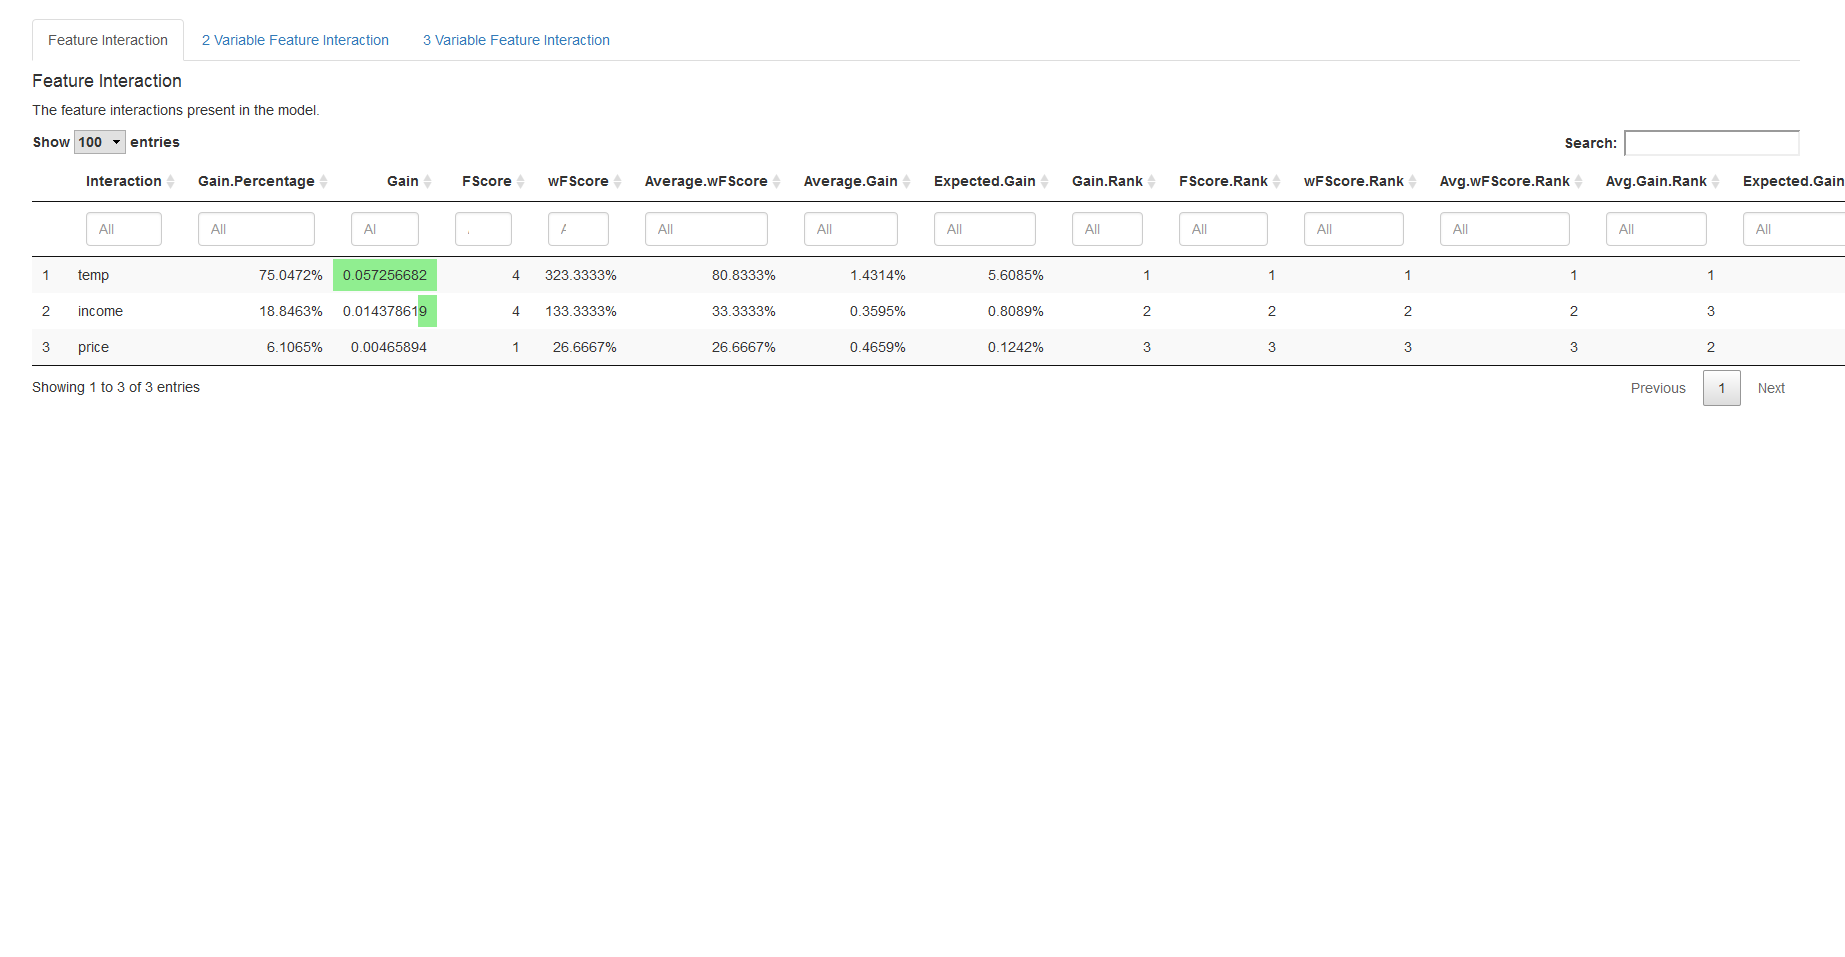 Feature Interaction 2 Variable Feature Interaction 3 Variable Feature Interaction
Feature Interaction
The feature interactions present in the model.
Show 100 entries Search:
Interaction Gain.Percentage Gain FScore wFScore Average.wFScore Average.Gain Expected.Gain Gain.Rank FScore.Rank wFScore.Rank Avg.wFScore.Rank Avg.Gain.Rank Expected.Gain
All All Al All All All All All All All All All
1 temp 75.0472% 0.057256682 4 323.3333% 80.8333% 1.4314% 5.6085% 1 1 1 1 1
2 income 18.8463% 0.014378619 4 133.3333% 33.3333% 0.3595% 0.8089% 2 2 2 2 3
3 price 6.1065% 0.00465894 1 26.6667% 26.6667% 0.4659% 0.1242% 3 3 3 3 2
Showing 1 to 3 of 3 entries Previous 1 Next